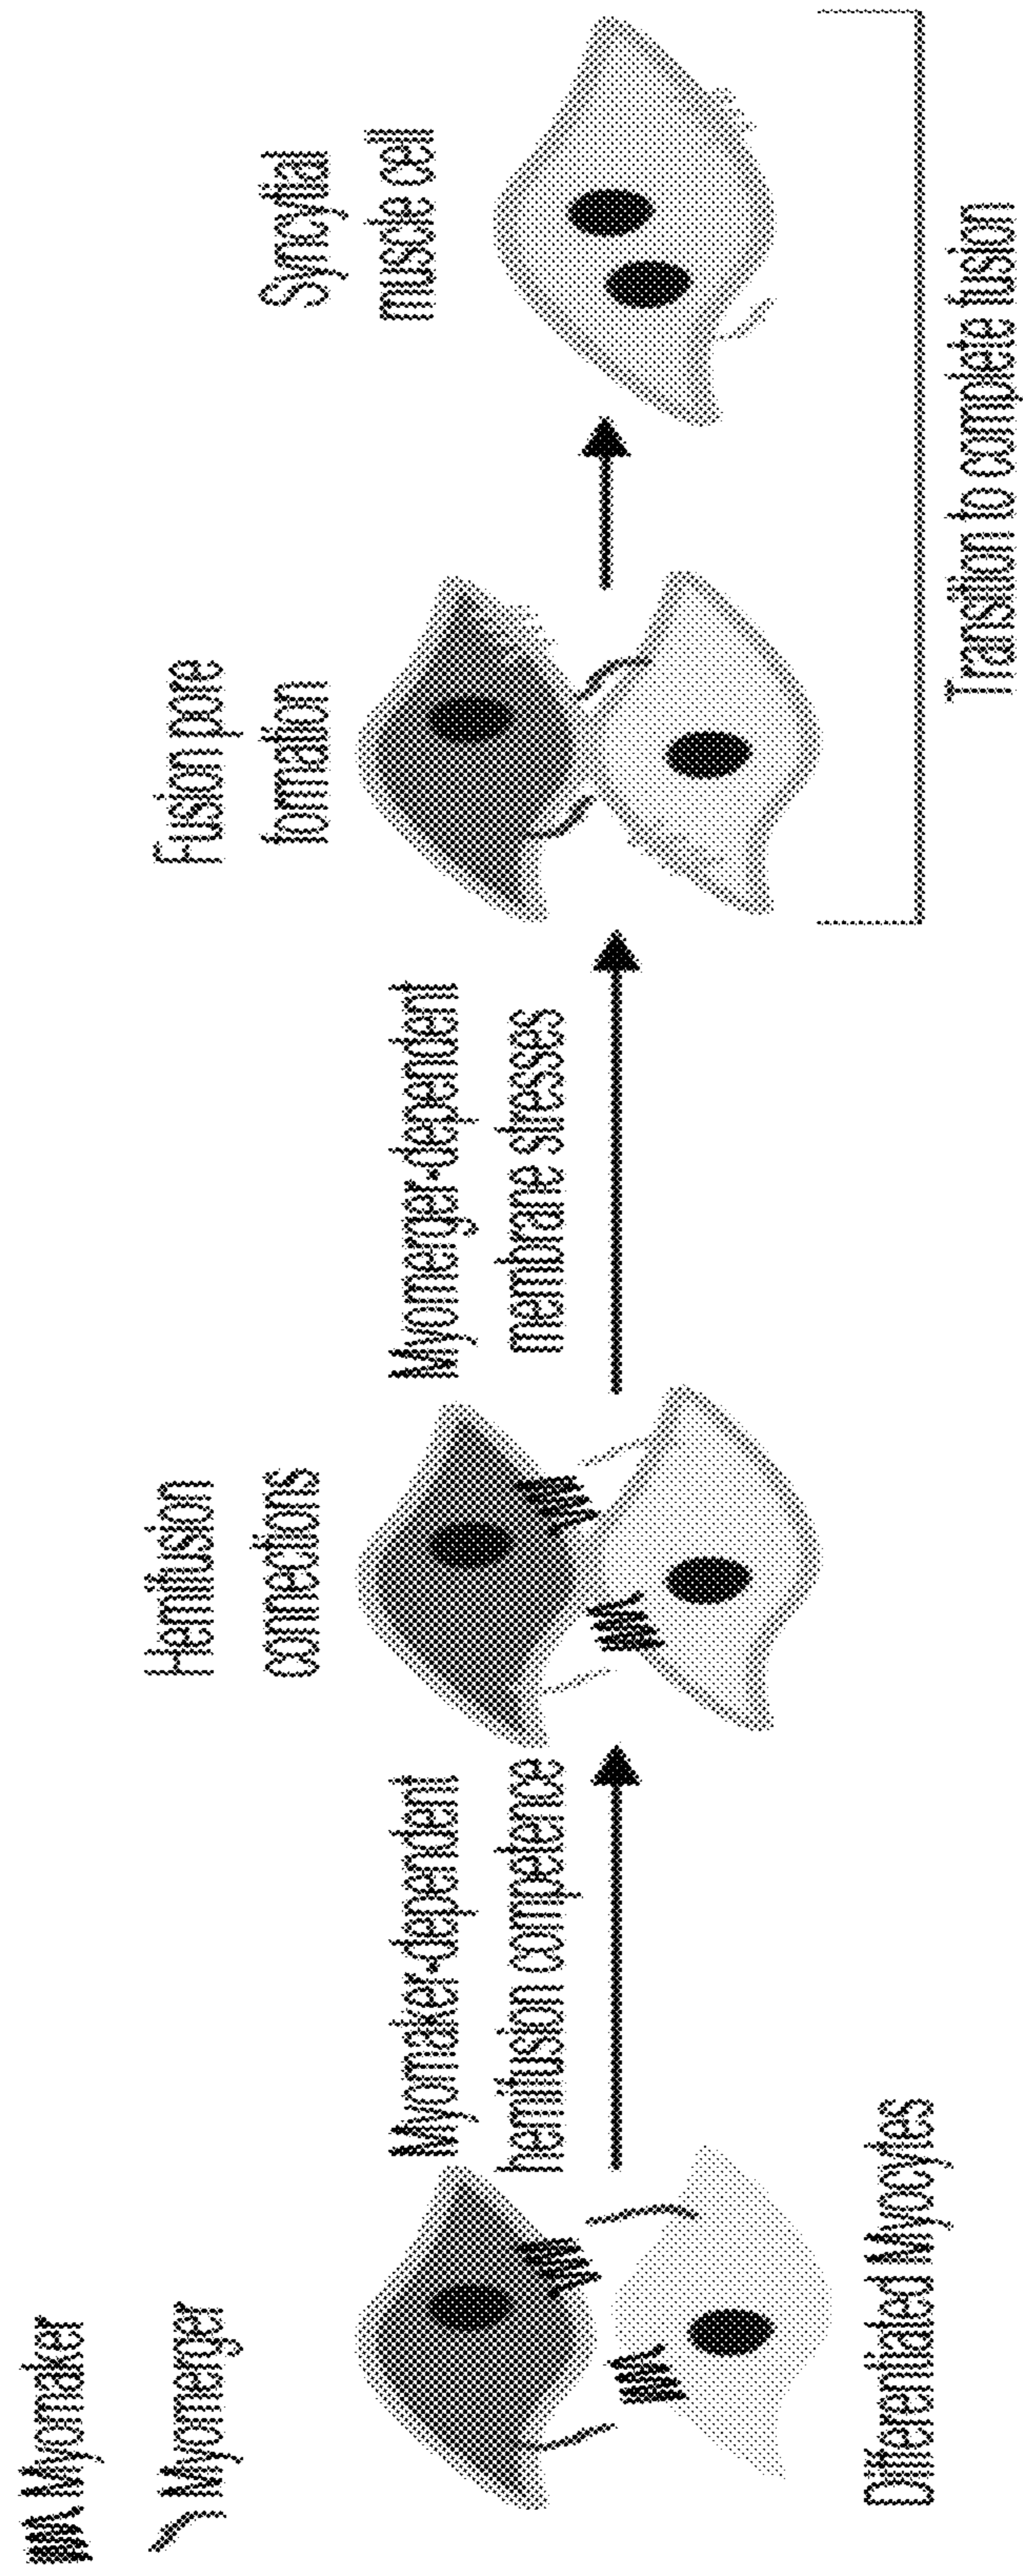 Myomaker
Myomerger
Differentiated Myocytes
Myomaker-dependent
hemifusion competence
Hemifusion
connections
Myomerger-dependent
membrane stresses
Fusion pore
formation
Syncytial
muscle cell
Transition to complete fusion